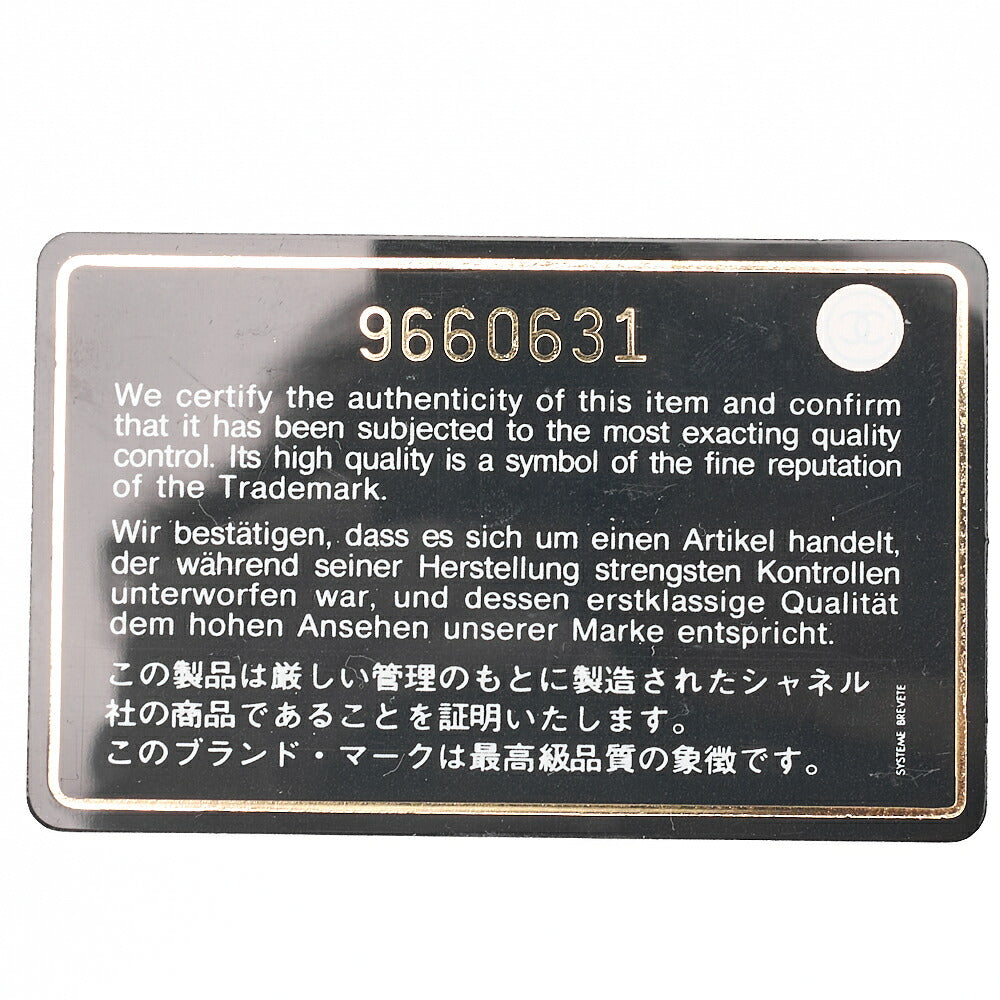 9660631
We certify the authenticity of this item and confirm
that it has been subjected to the most exacting quality
control. Its high quality is a symbol of the fine reputation
of the Trademark.
Wir bestätigen, dass es sich um einen Artikel handelt,
der während seiner Herstellung strengsten Kontrollen
unterworfen war, und dessen erstklassige Qualität
dem hohen Ansehen unserer Marke entspricht.
この製品は厳しい管理のもとに製造されたシャネル
社の商品であることを証明いたします。
このブランド・マークは最高級品質の象徴です。
SYSTEME BREVETE